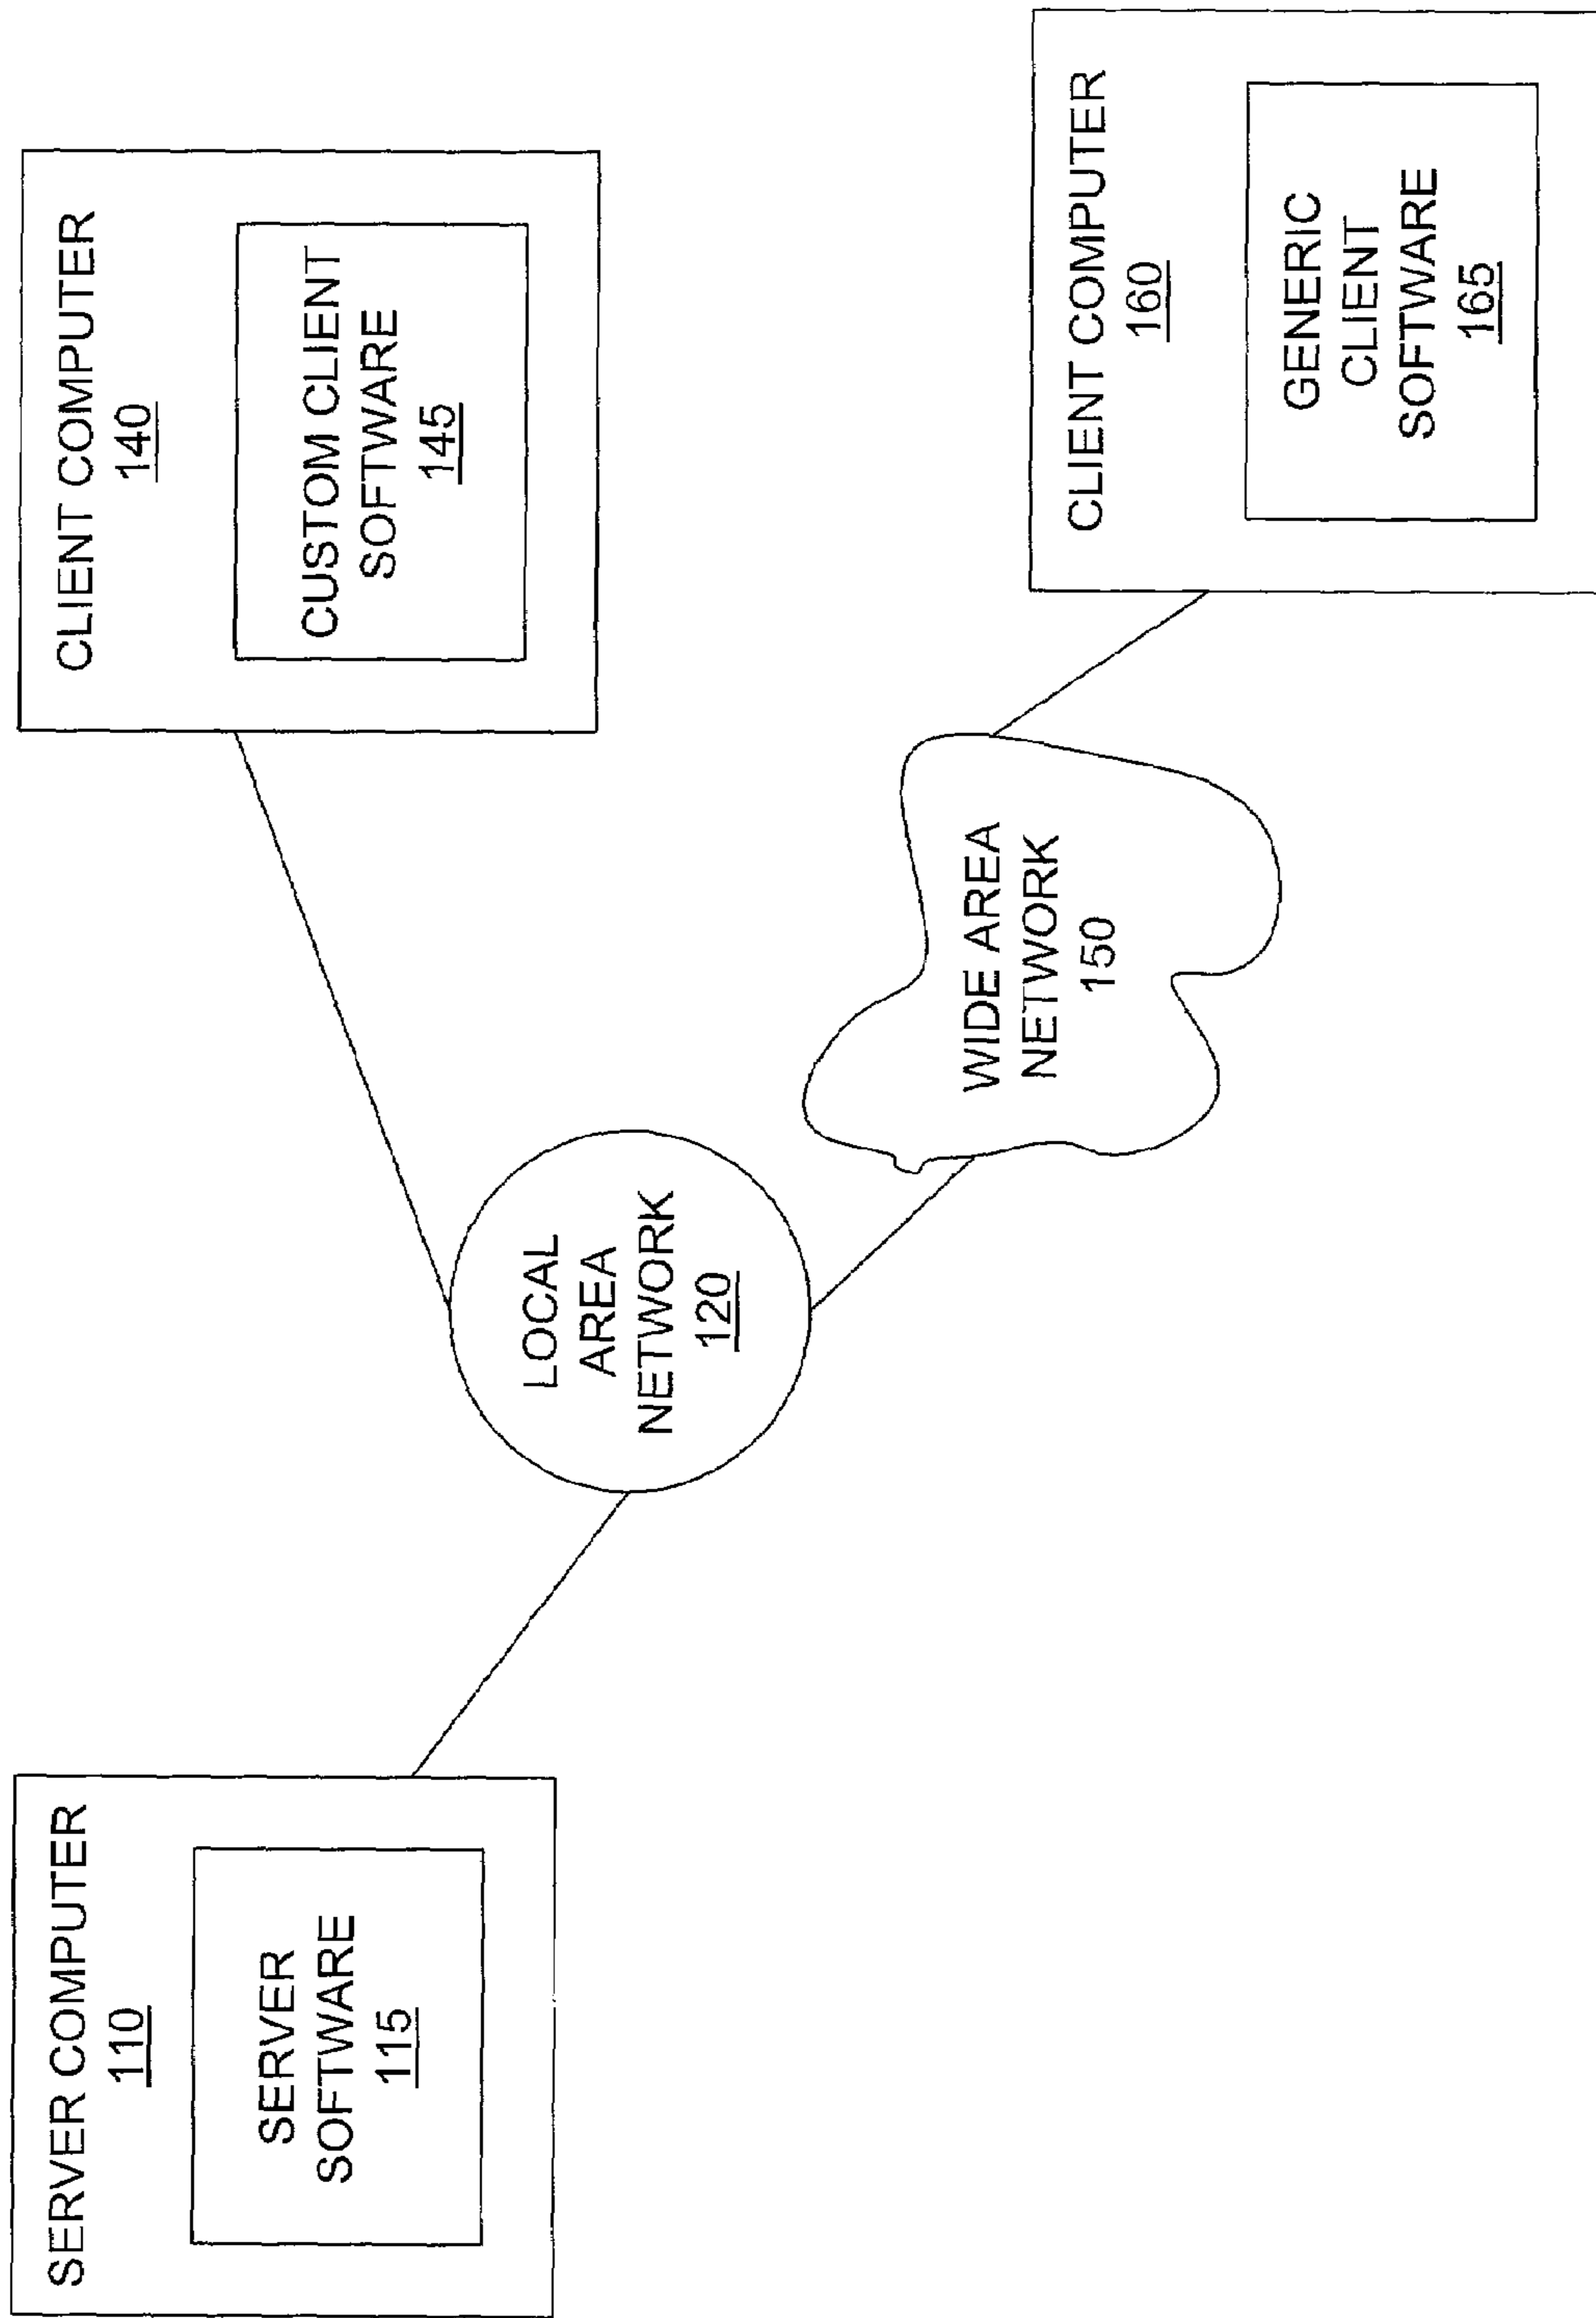 SERVER COMPUTER
110
SERVER
SOFTWARE
115
LOCAL
AREA
NETWORK
120
CLIENT COMPUTER
140
CUSTOM CLIENT
SOFTWARE
145
WIDE AREA
NETWORK
150
CLIENT COMPUTER
160
GENERIC
CLIENT
SOFTWARE
165